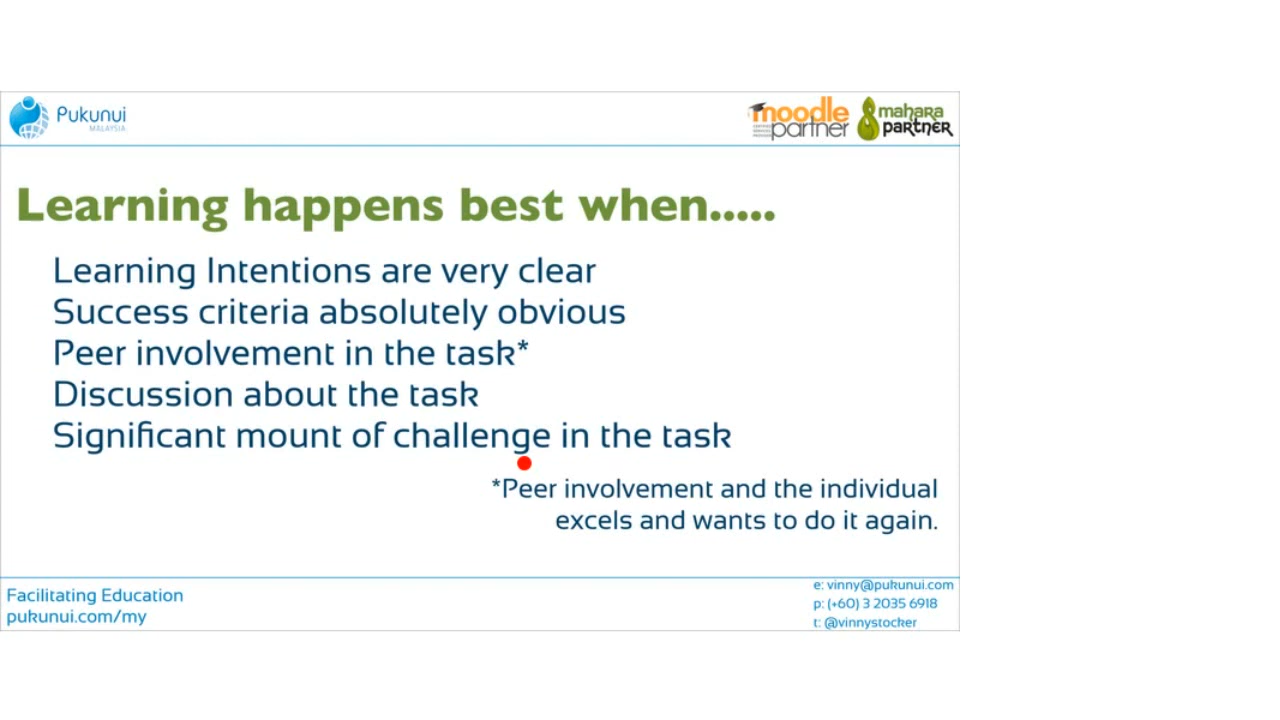 Pukunui
MALAYSIA
moodle
partner
mahara
partner
Learning happens best when.....
Learning Intentions are very clear
Success criteria absolutely obvious
Peer involvement in the task*
Discussion about the task
Significant mount of challenge in the task
*Peer involvement and the individual
excels and wants to do it again.
Facilitating Education
pukunui.com/my
e: vinny@pukunui.com
p: (+60) 3 2035 6918
t: @vinnystocker